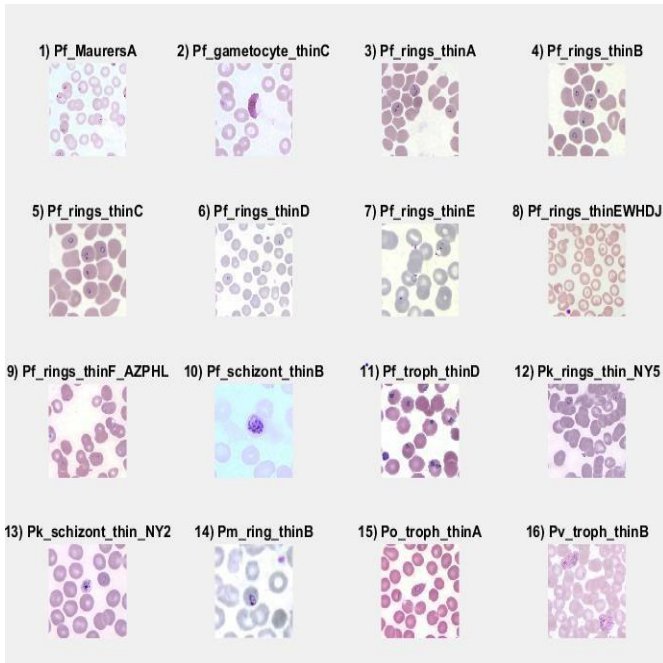 1) Pf_MaurersA
2) Pf_gametocyte_thinC
3) Pf_rings_thinA
4) Pf_rings_thinB
5) Pf_rings_thinC
6) Pf_rings_thinD
7) Pf_rings_thinE
8) Pf_rings_thinEWHDJ
9) Pf_rings_thinF_AZPHL
10) Pf_schizont_thinB
11) Pf_troph_thinD
12) Pk_rings_thin_NY5
13) Pk_schizont_thin_NY2
14) Pm_ring_thinB
15) Po_troph_thinA
16) Pv_troph_thinB